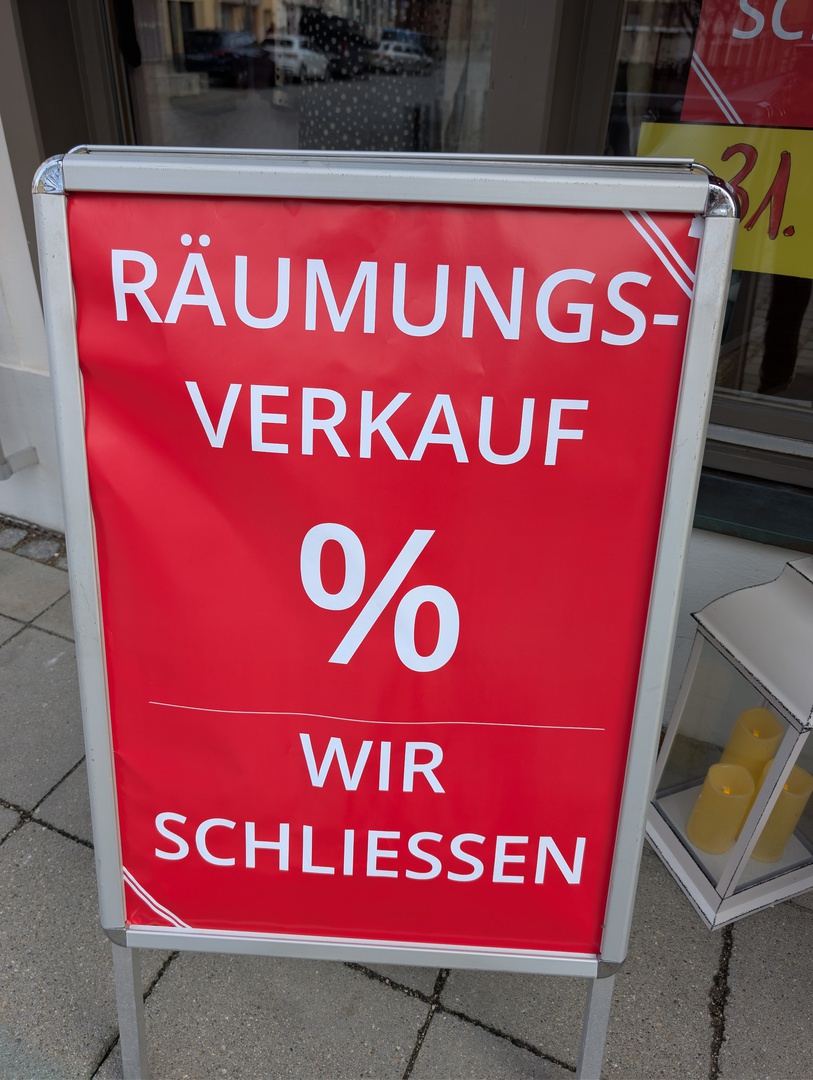 RÄUMUNGS-
VERKAUF
%
WIR
SCHLIESSEN
31.